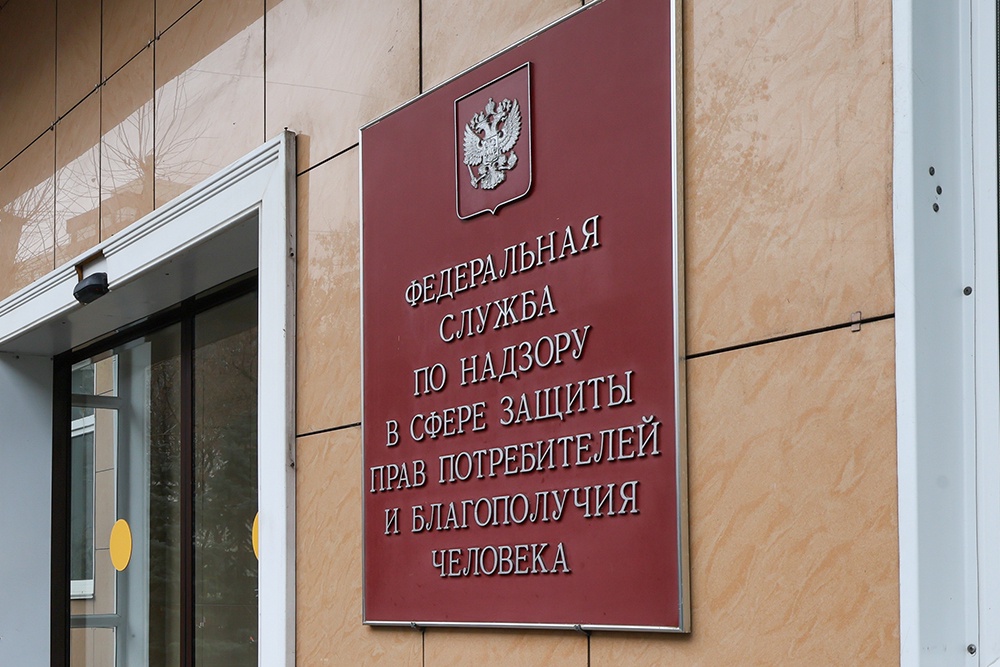 ФЕДЕРАЛЬНАЯ
СЛУЖБА
ПО НАДЗОРУ
В СФЕРЕ ЗАЩИТЫ
ПРАВ ПОТРЕБИТЕЛЕЙ
И БЛАГОПОЛУЧИЯ
ЧЕЛОВЕКА